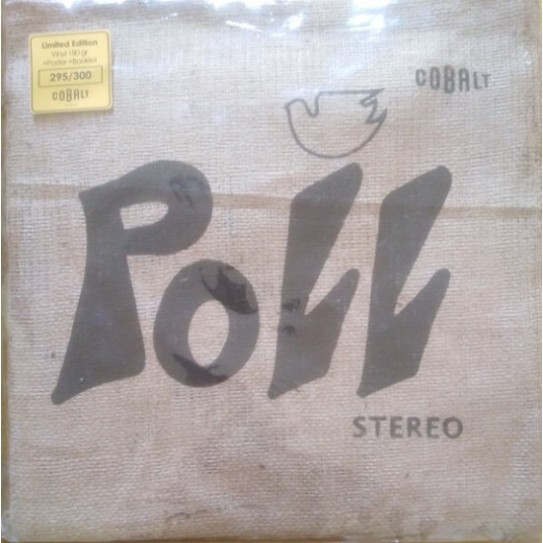 Limited Edition
Vinyl 180 gr
+Poster +Booklet
295/300
COBALT
COBALT
Poll
STEREO